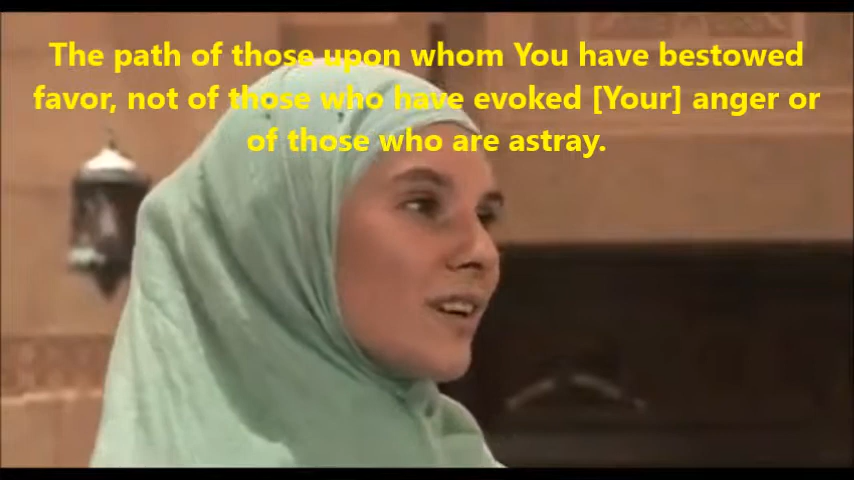 The path of those upon whom You have bestowed
favor, not of those who have evoked [Your] anger or
of those who are astray.